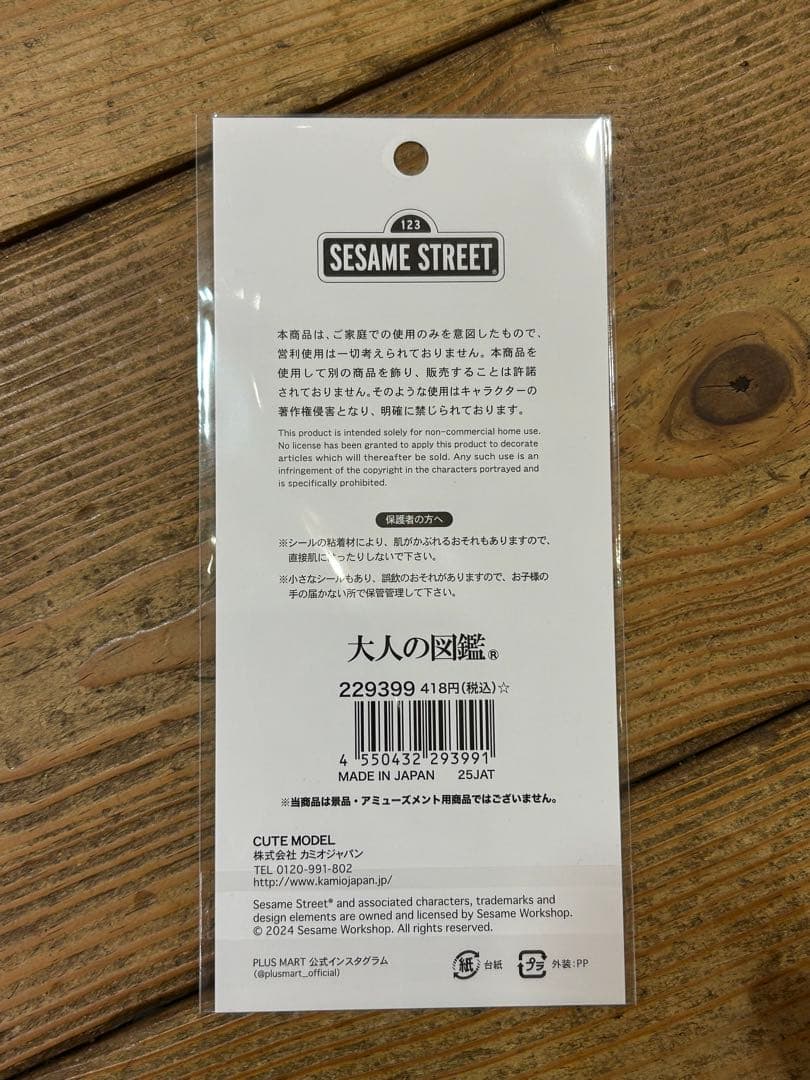 123
SESAME STREET®
本商品は、ご家庭での使用のみを意図したもので、
営利使用は一切考えられておりません。本商品を
使用して別の商品を飾り、販売することは許諾
されておりません。そのような使用はキャラクターの
著作権侵害となり、明確に禁じられております。
This product is intended solely for non-commercial home use.
No license has been granted to apply this product to decorate
articles which will thereafter be sold. Any such use is an
infringement of the copyright in the characters portrayed and
is specifically prohibited.
保護者の方へ
※シールの粘着材により、肌がかぶれるおそれもありますので、
直接肌にはったりしないで下さい。
※小さなシールもあり、誤飲のおそれがありますので、お子様の
手の届かない所で保管管理して下さい。
大人の図鑑®
229399 418円(税込)☆
4 550432 293991
MADE IN JAPAN 25JAT
※当商品は景品・アミューズメント用商品ではございません。
CUTE MODEL
株式会社 カミオジャパン
TEL 0120-991-802
http://www.kamiojapan.jp/
Sesame Street® and associated characters, trademarks and
design elements are owned and licensed by Sesame Workshop.
© 2024 Sesame Workshop. All rights reserved.
PLUS MART 公式インスタグラム
(@plusmart_official)
紙 台紙 プラ 外装:PP